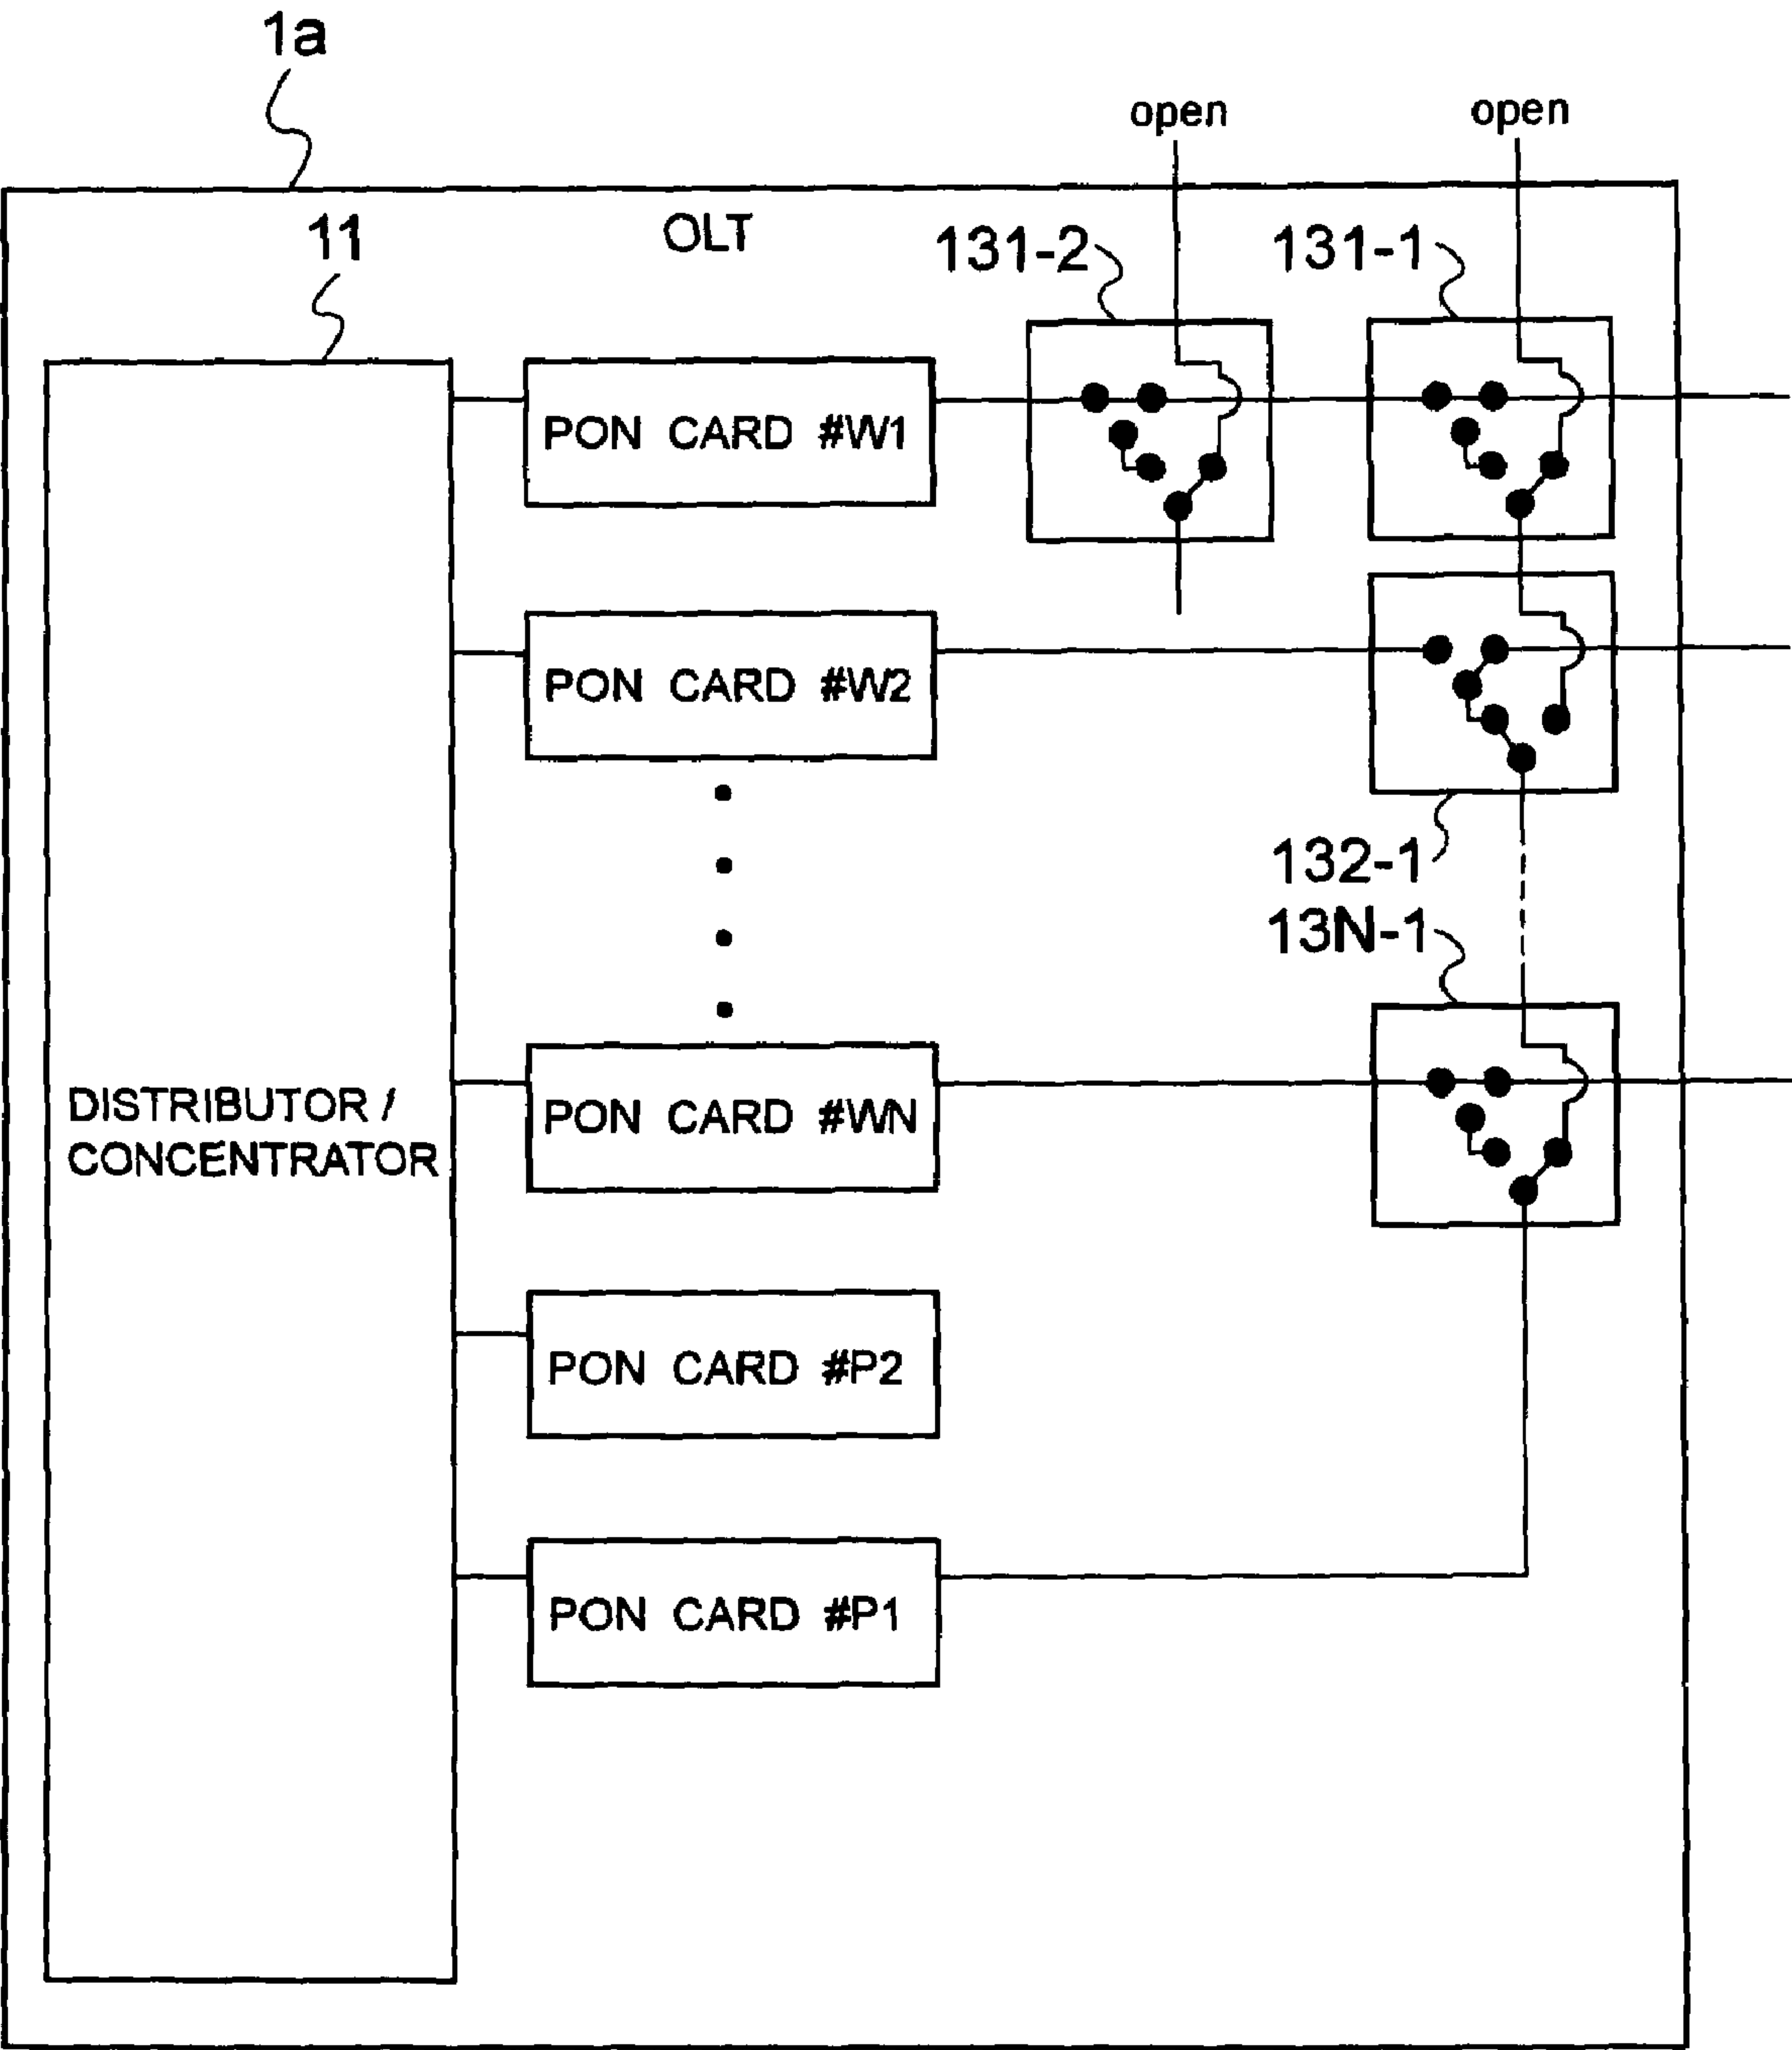 1a
open
open
11
OLT
131-2
131-1
PON CARD #W1
PON CARD #W2
132-1
13N-1
DISTRIBUTOR /
CONCENTRATOR
PON CARD #WN
PON CARD #P2
PON CARD #P1